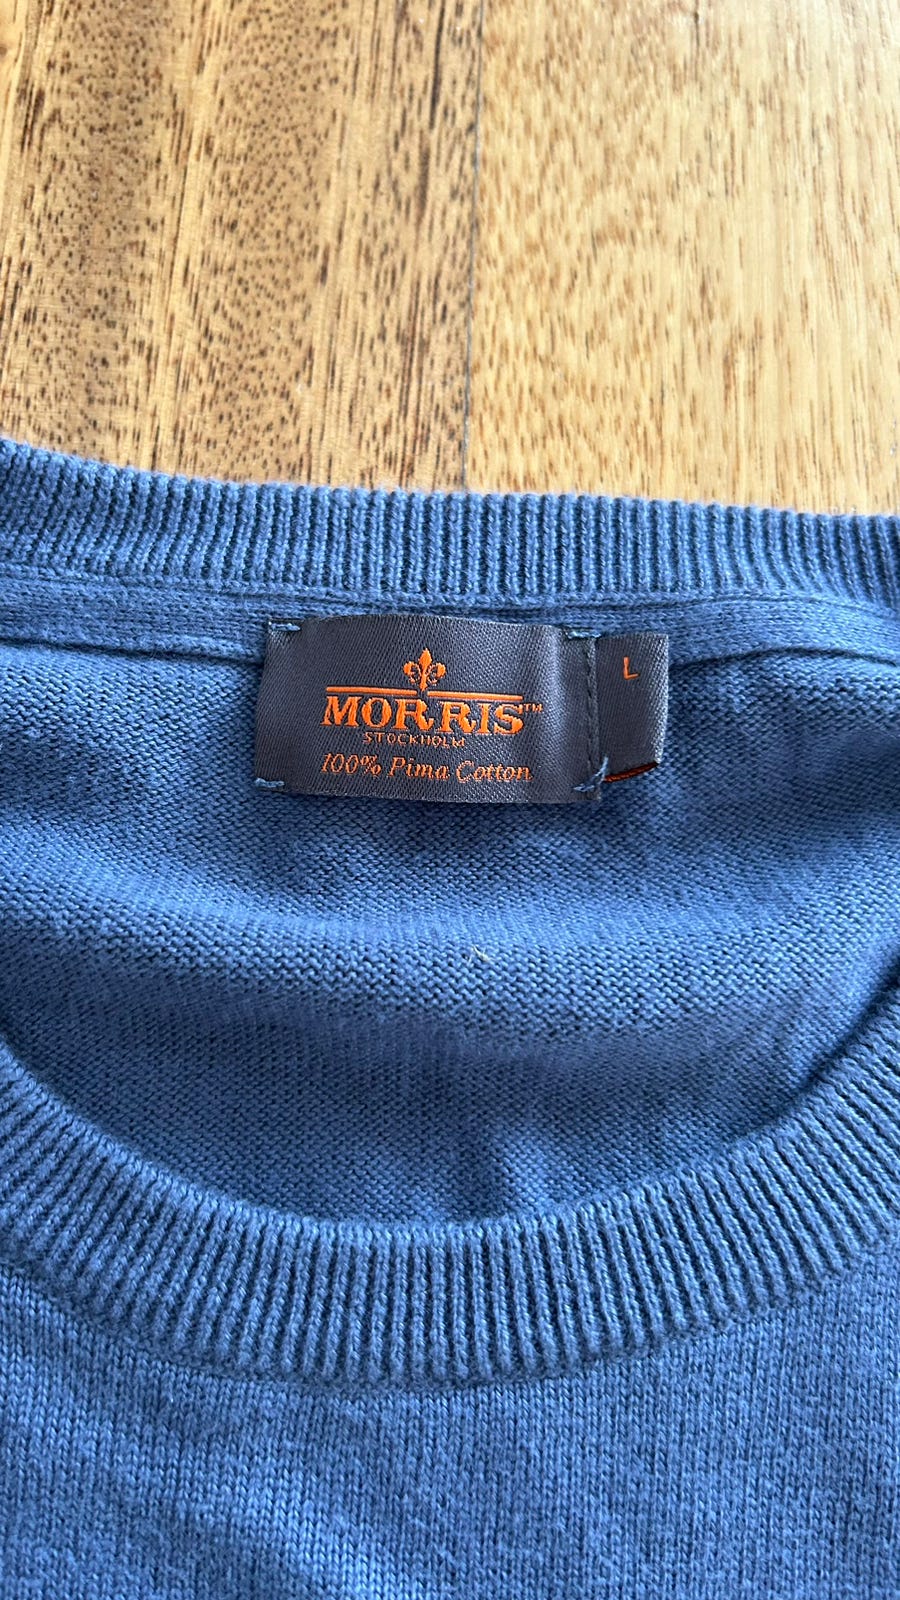 MORRIS™
STOCKHOLM
100% Pima Cotton
L